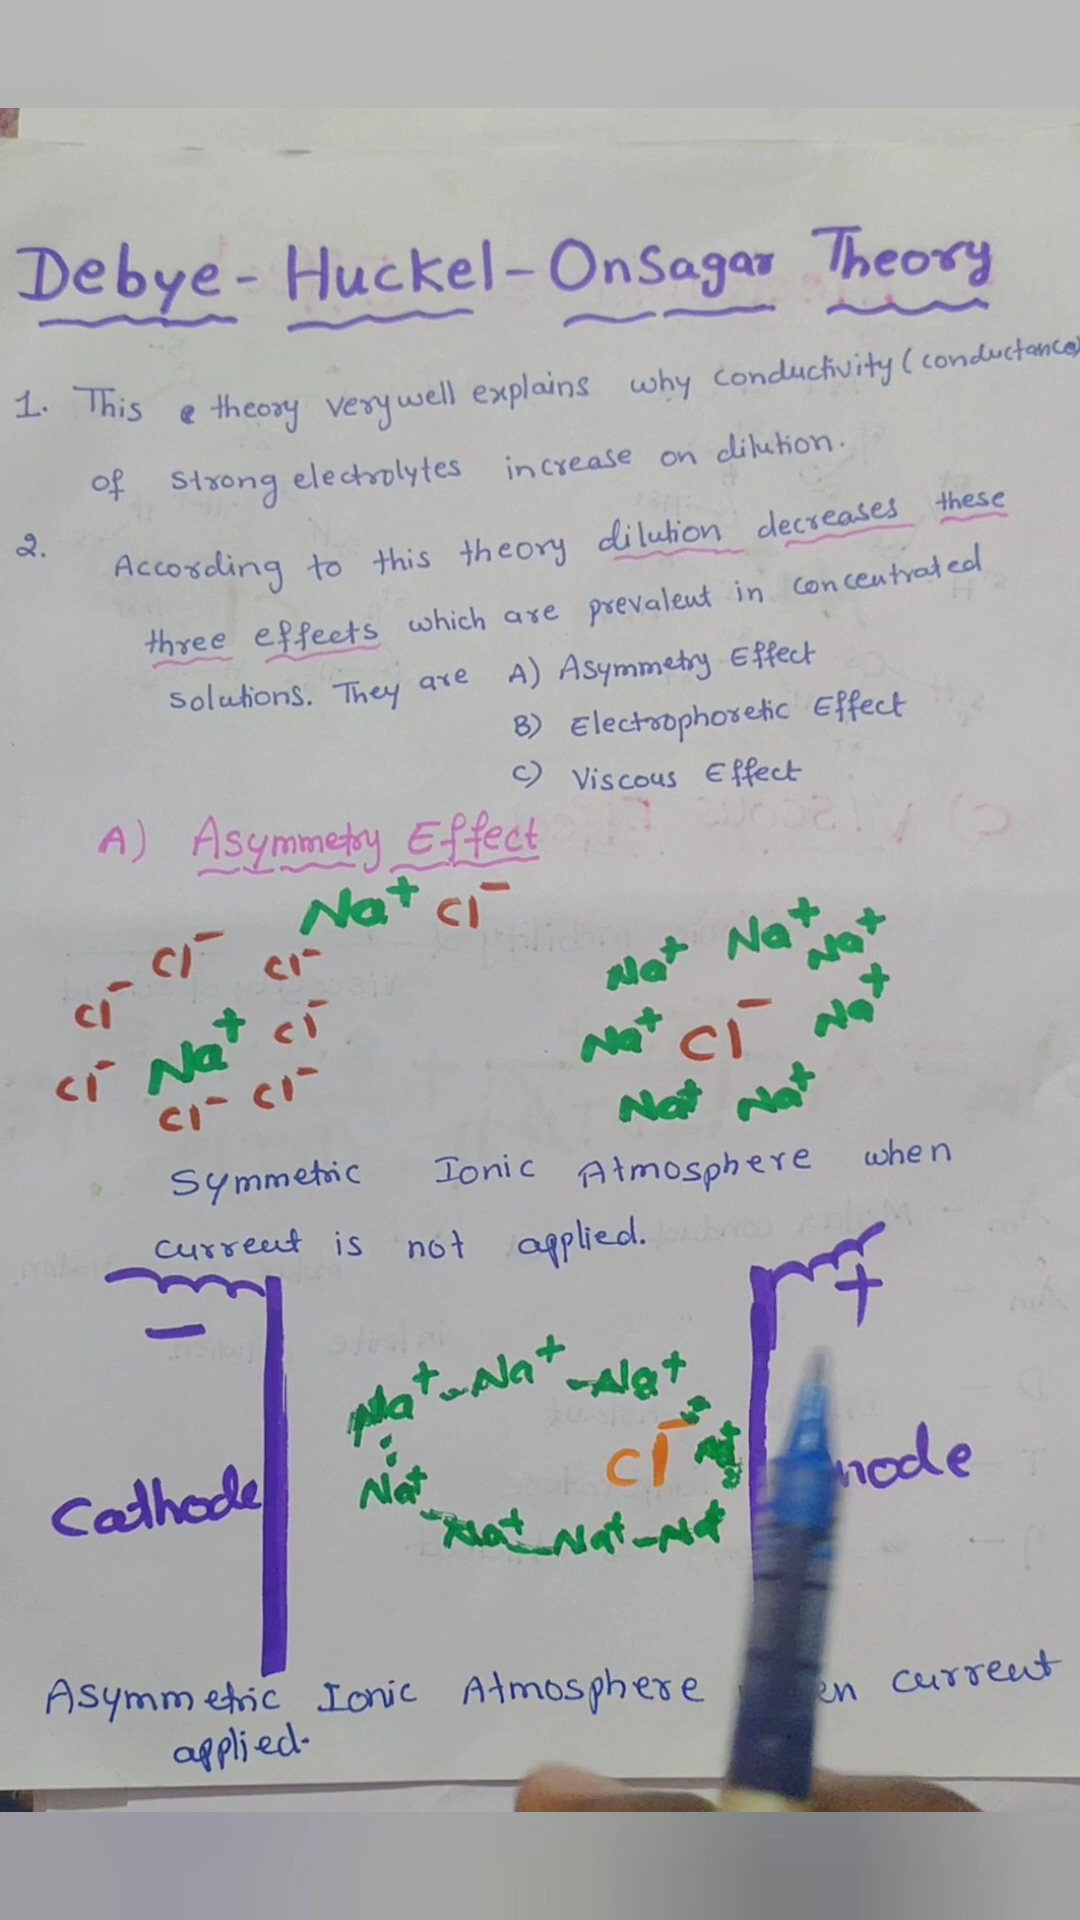 Debye-Huckel-Onsagar Theory
1. This e theory very well explains why conductivity (conductance)
of strong electrolytes increase on dilution.
2. According to this theory dilution decreases these
three effects which are prevalent in concentrated
solutions. They are A) Asymmetry Effect
B) Electrophoretic Effect
C) Viscous Effect
A) Asymmetry Effect
Na+ Cl-
Cl- Cl- Na+ Na+ Na+
Cl- Na+ Cl- Na+ Cl- Na+
Cl- Cl- Cl- Na+ Na+
Symmetric Ionic Atmosphere when
current is not applied.
- +
Na+ - Na+ - Na+
Cl- Na+
Cathode Na+ node
Na+ - Na+ - Na+
Asymmetric Ionic Atmosphere en current
applied.